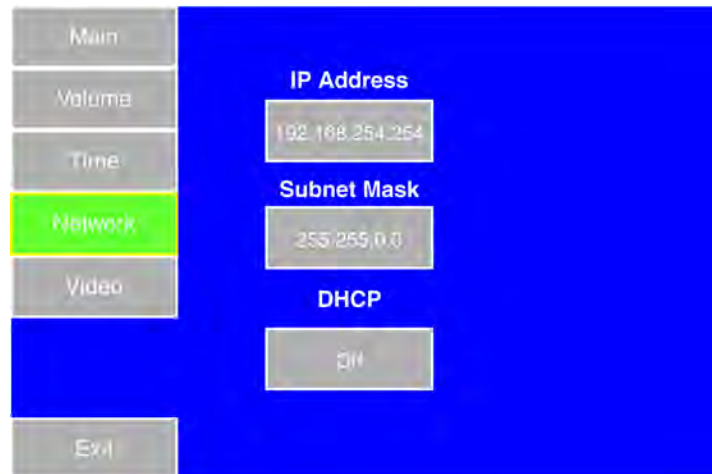 Main
Volume
Time
Network
Video
Exit
IP Address
192.168.254.254
Subnet Mask
255.255.0.0
DHCP
Off